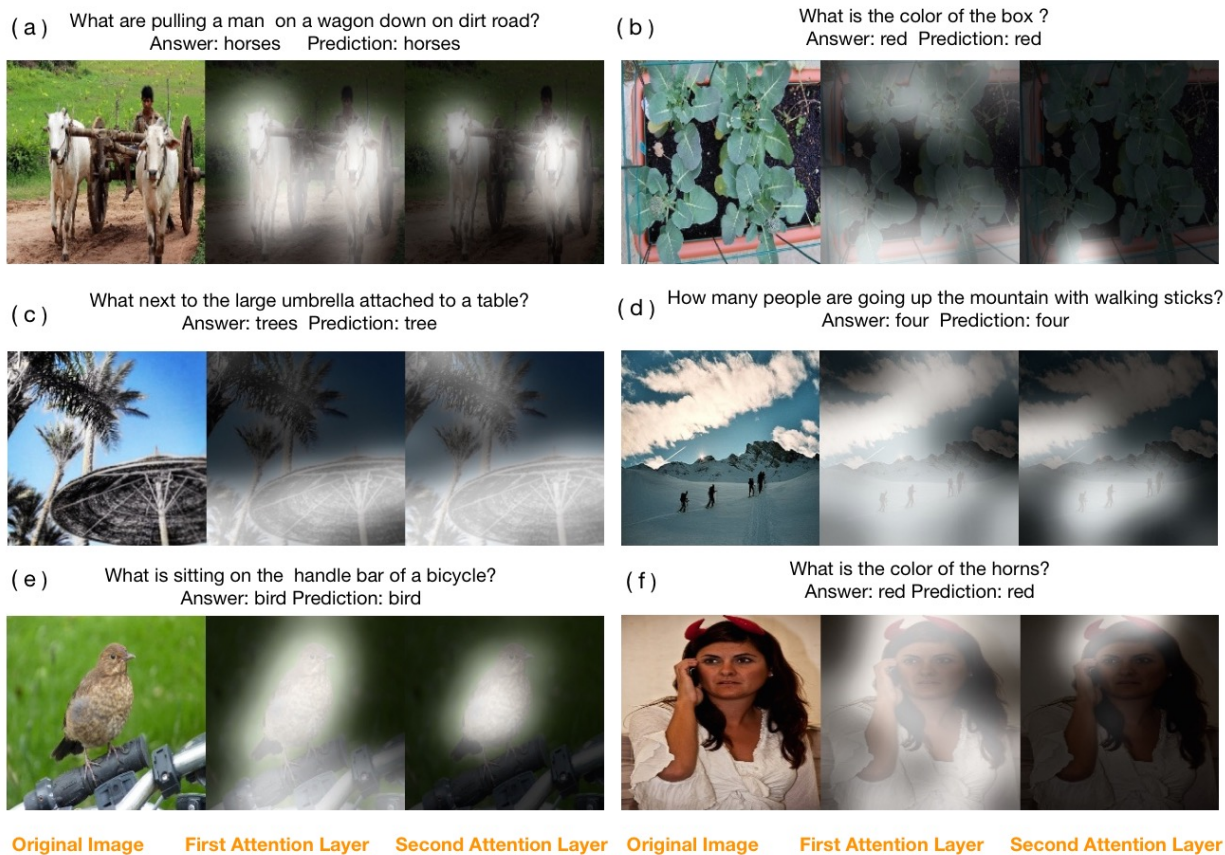 (a) What are pulling a man on a wagon down on dirt road?
Answer: horses Prediction: horses
(b) What is the color of the box ?
Answer: red Prediction: red
(c) What next to the large umbrella attached to a table?
Answer: trees Prediction: tree
(d) How many people are going up the mountain with walking sticks?
Answer: four Prediction: four
(e) What is sitting on the handle bar of a bicycle?
Answer: bird Prediction: bird
(f) What is the color of the horns?
Answer: red Prediction: red
Original Image First Attention Layer Second Attention Layer Original Image First Attention Layer Second Attention Layer